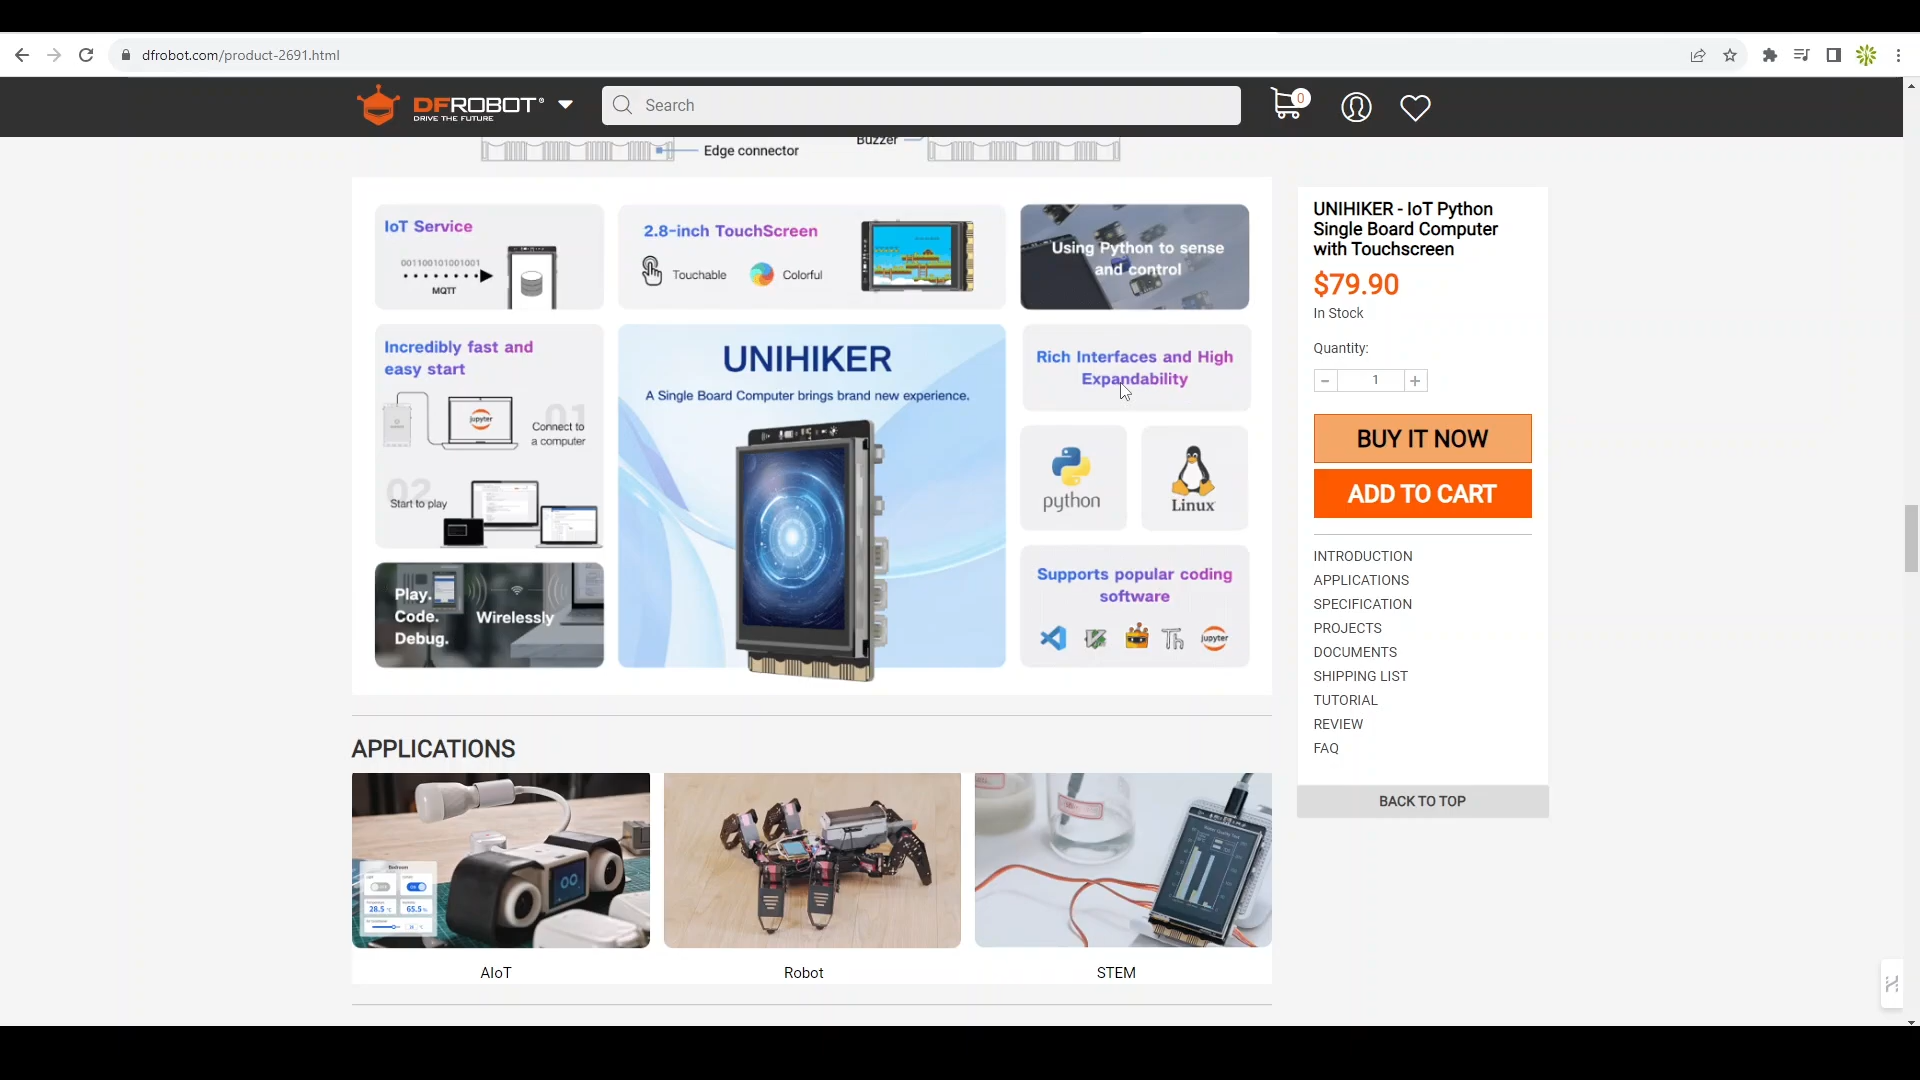 dfrobot.com/product-2691.html
DFROBOT
DRIVE THE FUTURE
Search
0
Edge connector
Buzzer
IoT Service
001100101001001
MQTT
2.8-inch TouchScreen
Touchable
Colorful
Using Python to sense
and control
Incredibly fast and
easy start
01
jupyter
Connect to
a computer
02
Start to play
Play.
Code.
Debug.
Wirelessly
UNIHIKER
A Single Board Computer brings brand new experience.
Rich Interfaces and High
Expandability
python
Linux
Supports popular coding
software
Th
jupyter
UNIHIKER - IoT Python
Single Board Computer
with Touchscreen
$79.90
In Stock
Quantity:
- 1 +
BUY IT NOW
ADD TO CART
INTRODUCTION
APPLICATIONS
SPECIFICATION
PROJECTS
DOCUMENTS
SHIPPING LIST
TUTORIAL
REVIEW
FAQ
BACK TO TOP
APPLICATIONS
28.5
65.5
AIoT
Robot
STEM